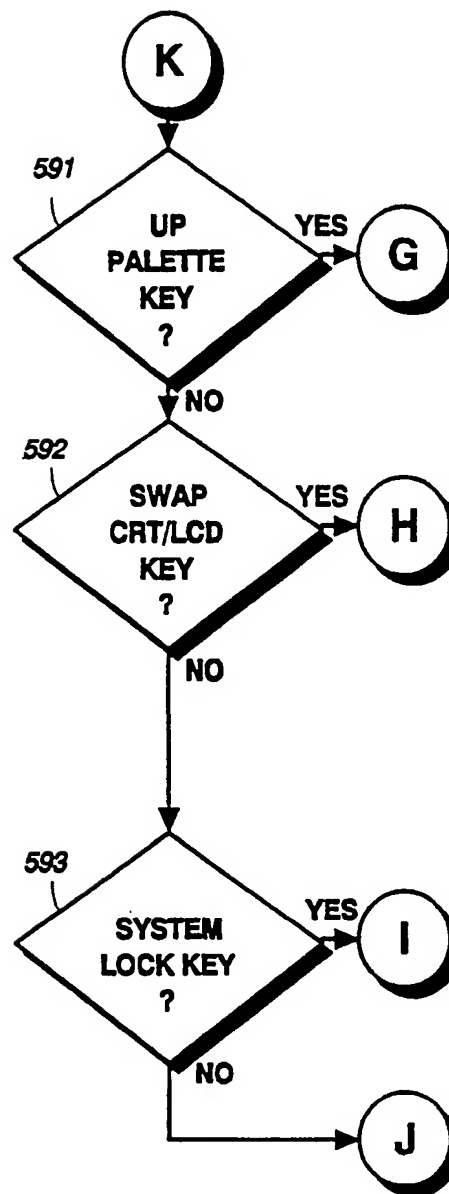 K
591
UP
PALETTE
KEY
?
YES
G
NO
592
SWAP
CRT/LCD
KEY
?
YES
H
NO
593
SYSTEM
LOCK KEY
?
YES
I
NO
J